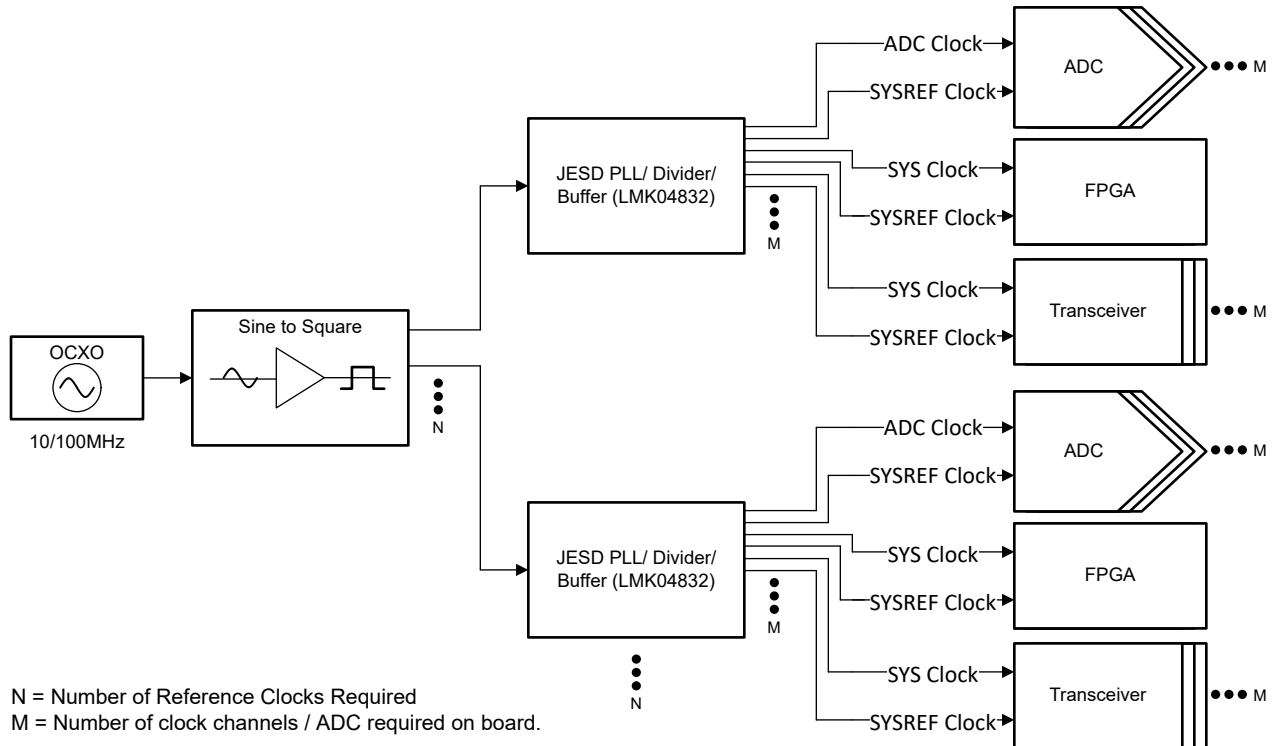 OCXO
10/100MHz
Sine to Square
N
JESD PLL/ Divider/
Buffer (LMK04832)
M
ADC Clock
SYSREF Clock
ADC
M
SYS Clock
SYSREF Clock
FPGA
SYS Clock
SYSREF Clock
Transceiver
M
JESD PLL/ Divider/
Buffer (LMK04832)
M
N
ADC Clock
SYSREF Clock
ADC
M
SYS Clock
SYSREF Clock
FPGA
SYS Clock
SYSREF Clock
Transceiver
M
N = Number of Reference Clocks Required
M = Number of clock channels / ADC required on board.